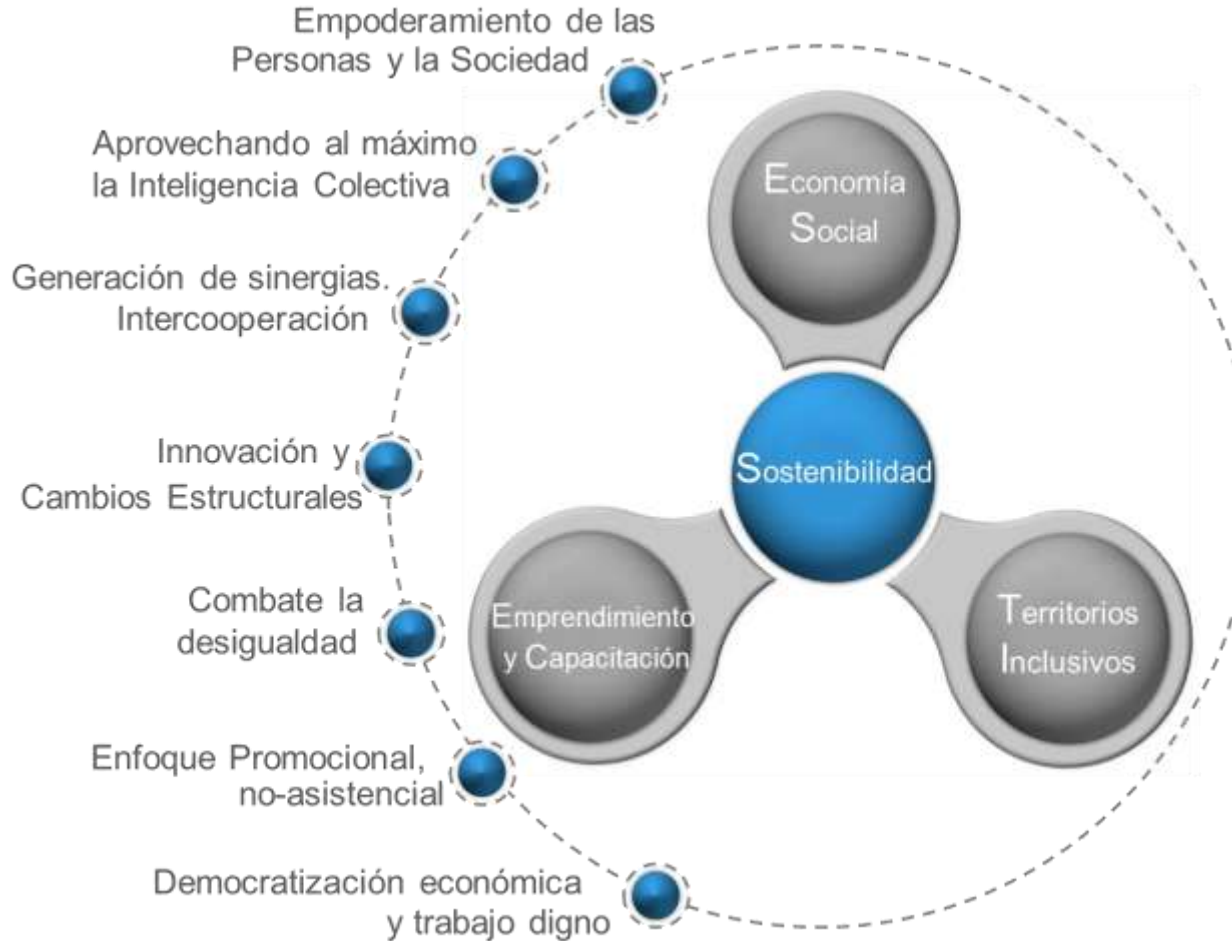 Empoderamiento de las
Personas y la Sociedad
Aprovechando al máximo
la Inteligencia Colectiva
Generación de sinergias.
Intercooperación
Innovación y
Cambios Estructurales
Combate la
desigualdad
Enfoque Promocional,
no-asistencial
Democratización económica
y trabajo digno
Economía
Social
Sostenibilidad
Emprendimiento
y Capacitación
Territorios
Inclusivos